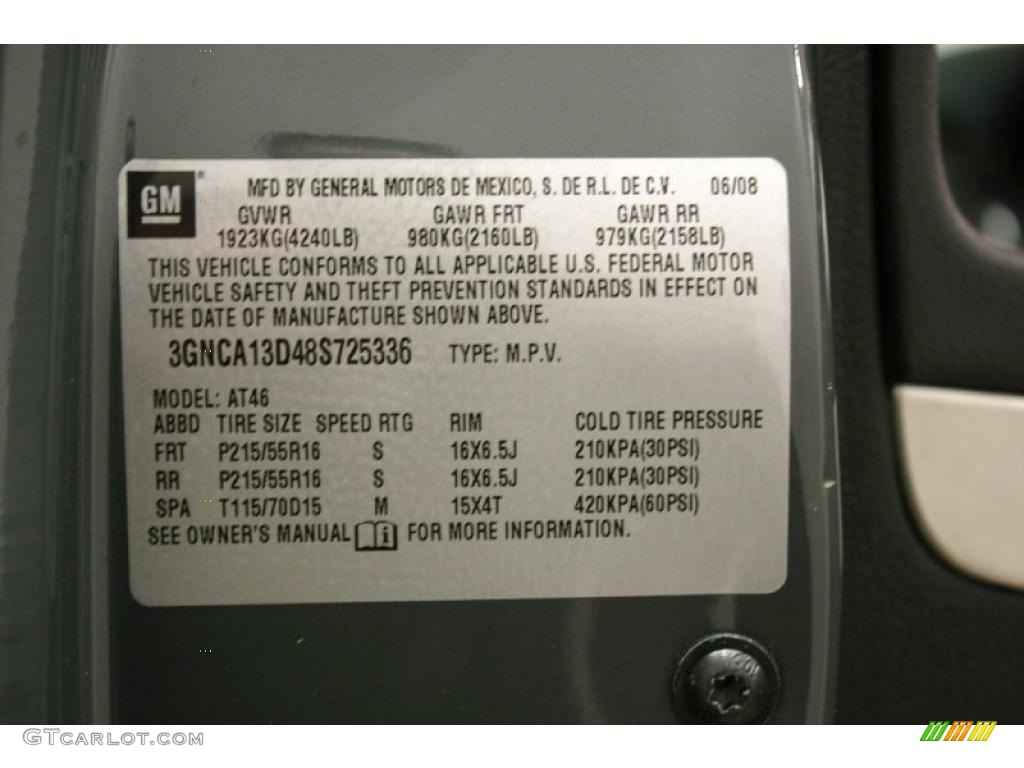 GM® MFD BY GENERAL MOTORS DE MEXICO, S. DE R.L. DE C.V. 06/08
GVWR GAWR FRT GAWR RR
1923KG(4240LB) 980KG(2160LB) 979KG(2158LB)
THIS VEHICLE CONFORMS TO ALL APPLICABLE U.S. FEDERAL MOTOR
VEHICLE SAFETY AND THEFT PREVENTION STANDARDS IN EFFECT ON
THE DATE OF MANUFACTURE SHOWN ABOVE.
3GNCA13D48S725336 TYPE: M.P.V.
MODEL: AT46
ABBD TIRE SIZE SPEED RTG RIM COLD TIRE PRESSURE
FRT P215/55R16 S 16X6.5J 210KPA(30PSI)
RR P215/55R16 S 16X6.5J 210KPA(30PSI)
SPA T115/70D15 M 15X4T 420KPA(60PSI)
SEE OWNER'S MANUAL i FOR MORE INFORMATION.
GTCarLot.com